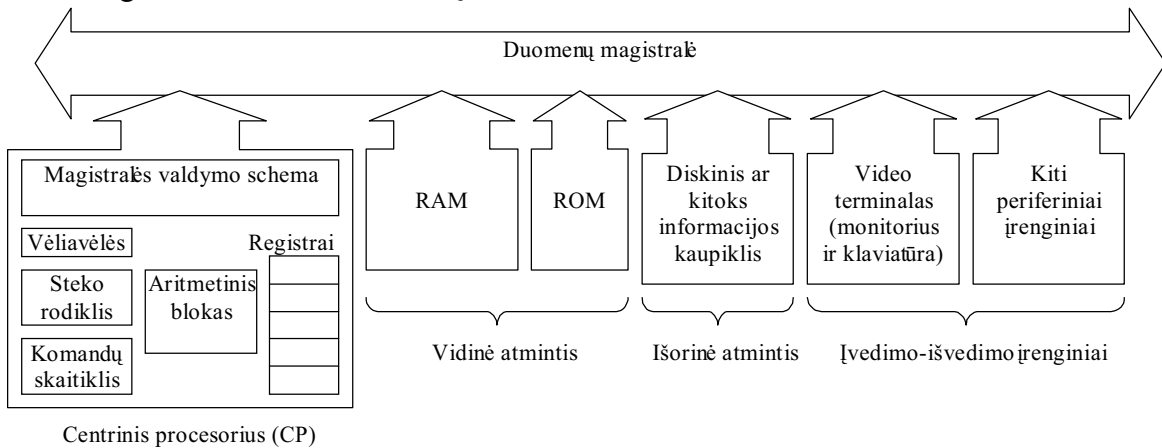 Duomenų magistralė
Magistralės valdymo schema
Vėliavėlės
Steko
rodiklis
Komandų
skaitiklis
Aritmetinis
blokas
Registrai
Centrinis procesorius (CP)
RAM
ROM
Vidinė atmintis
Diskinis ar
kitoks
informacijos
kaupiklis
Išorinė atmintis
Video
terminalas
(monitorius
ir klaviatūra)
Kiti
periferiniai
įrenginiai
Įvedimo-išvedimo įrenginiai